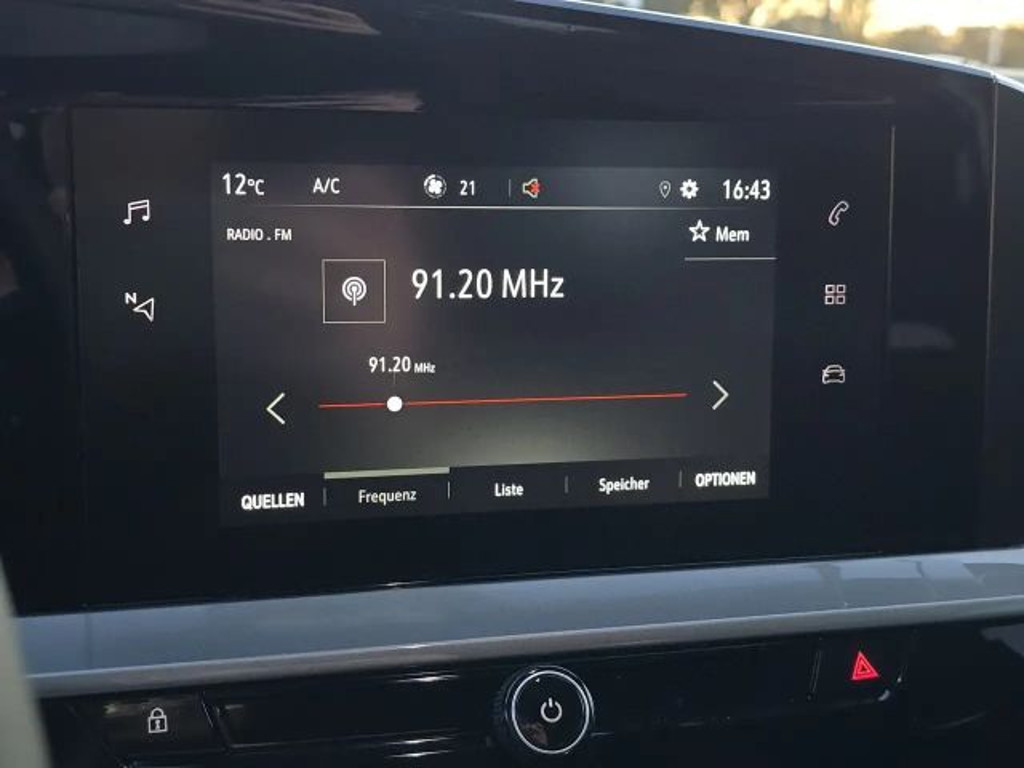 12°C A/C 21 16:43
RADIO . FM Mem
91.20 MHz
91.20 MHz
N
QUELLEN Frequenz Liste Speicher OPTIONEN